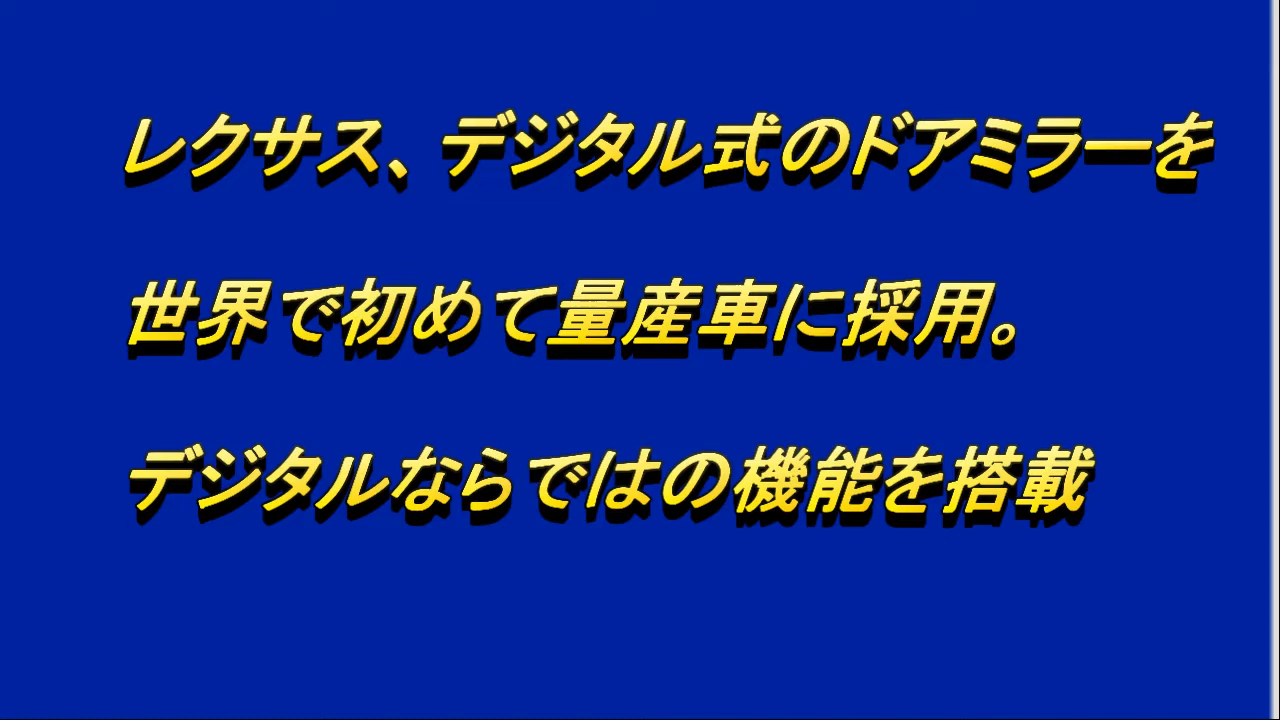 レクサス、デジタル式のドアミラーを
世界で初めて量産車に採用。
デジタルならではの機能を搭載